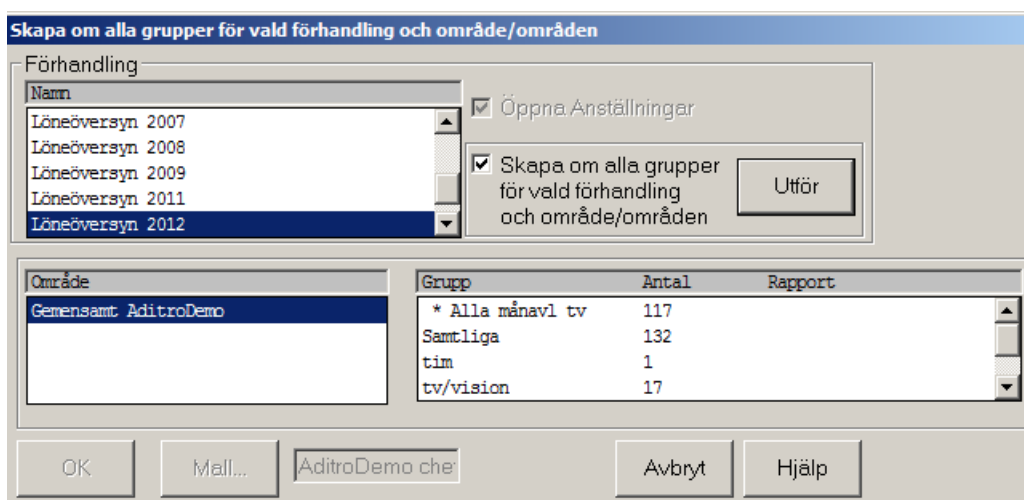 Skapa om alla grupper för vald förhandling och område/områden
Förhandling
Namn
Löneöversyn 2007
Löneöversyn 2008
Löneöversyn 2009
Löneöversyn 2011
Löneöversyn 2012
Öppna Anställningar
Skapa om alla grupper
för vald förhandling
och område/områden
Utför
Område
Gemensamt AditroDemo
Grupp Antal Rapport
* Alla månavl tv 117
Samtliga 132
tim 1
tv/vision 17
OK
Mall...
AditroDemo che
Avbryt
Hjälp